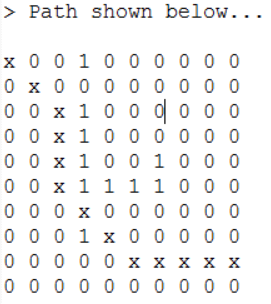 > Path shown below...
x 0 0 1 0 0 0 0 0 0
0 x 0 0 0 0 0 0 0 0
0 0 x 1 0 0 0 0 0 0
0 0 x 1 0 0 0 0 0 0
0 0 x 1 0 0 1 0 0 0
0 0 x 1 1 1 1 0 0 0
0 0 0 x 0 0 0 0 0 0
0 0 0 1 x 0 0 0 0 0
0 0 0 0 0 x x x x x
0 0 0 0 0 0 0 0 0 0